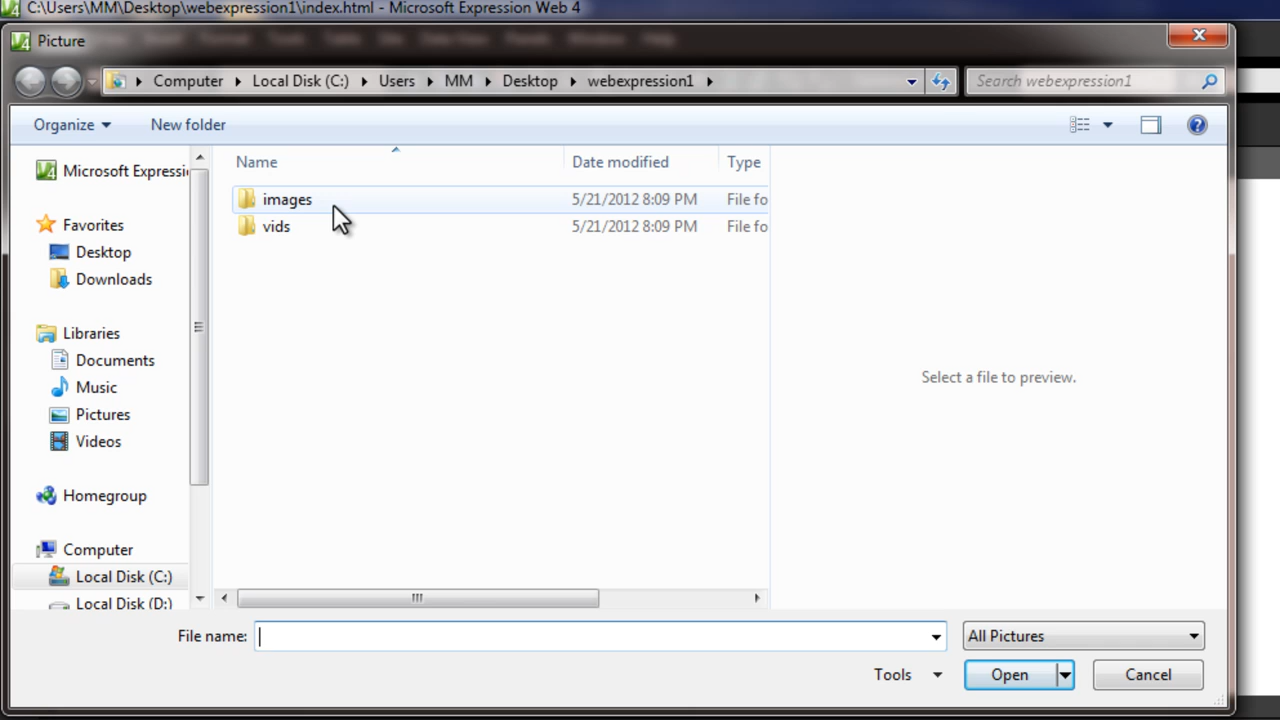 C:\Users\MM\Desktop\webexpression1\index.html - Microsoft Expression Web 4
Picture
Computer Local Disk (C:) Users MM Desktop webexpression1 Search webexpression1
Organize New folder
Name Date modified Type
images 5/21/2012 8:09 PM File fo
vids 5/21/2012 8:09 PM File fo
Microsoft Expressi
Favorites
Desktop
Downloads
Libraries
Documents
Music
Pictures
Videos
Homegroup
Computer
Local Disk (C:)
Local Disk (D:)
Select a file to preview.
File name: All Pictures
Tools Open Cancel